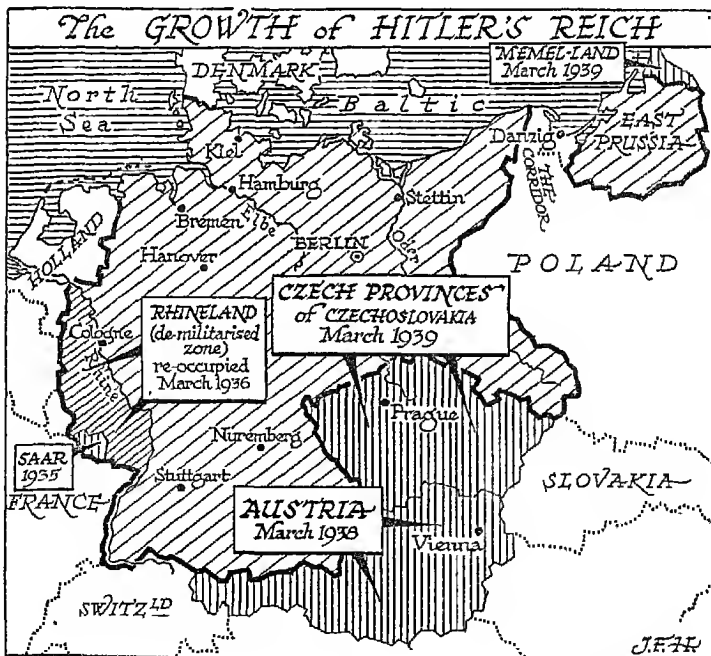 The GROWTH of HITLER'S REICH
MEMEL-LAND
March 1939
DENMARK
North
Sea
Baltic
EAST
PRUSSIA
Danzig
THE
CORRIDOR
Kiel
Hamburg
Stettin
Bremen
Elbe
Oder
HOLLAND
Hanover
BERLIN
POLAND
CZECH PROVINCES
of CZECHOSLOVAKIA
March 1939
RHINELAND
(de-militarised
zone)
re-occupied
March 1936
Cologne
Rhine
Prague
Nuremberg
SAAR
1935
Stuttgart
FRANCE
SLOVAKIA
AUSTRIA
March 1938
Vienna
SWITZLD
J.F.H.